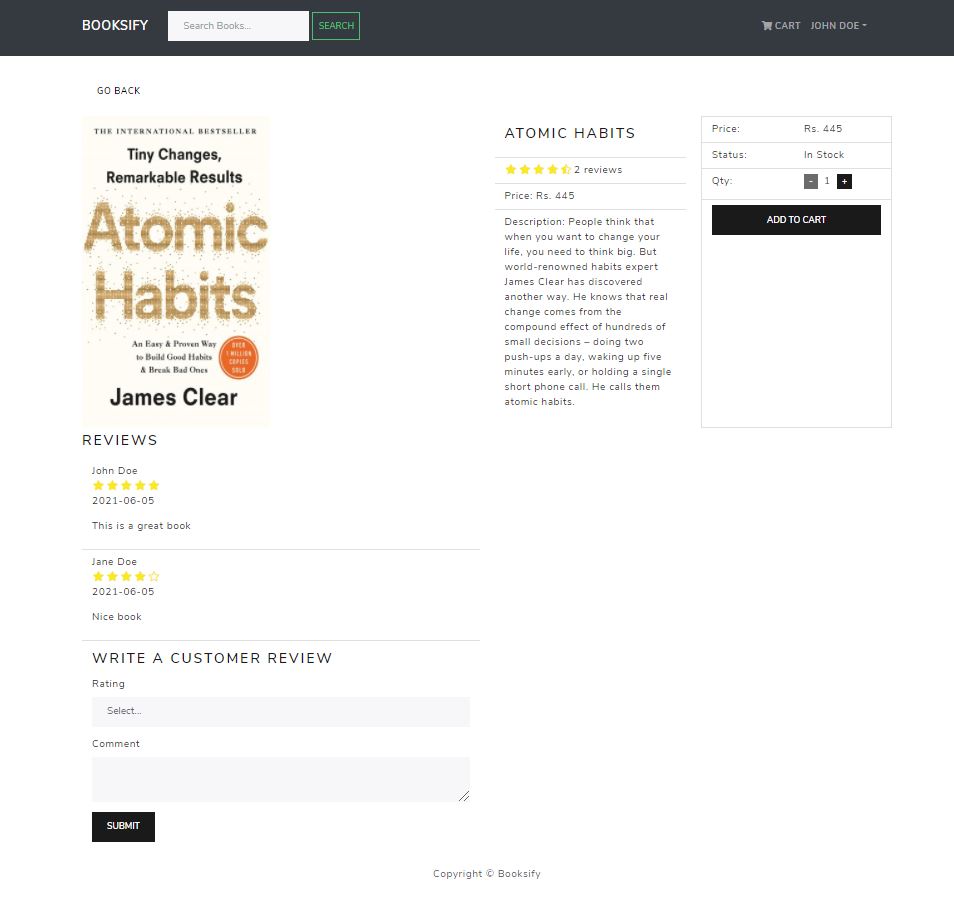 BOOKSIFY
Search Books...
SEARCH
CART
JOHN DOE
GO BACK
THE INTERNATIONAL BESTSELLER
Tiny Changes,
Remarkable Results
Atomic
Habits
An Easy & Proven Way
to Build Good Habits
& Break Bad Ones
OVER
1 MILLION
COPIES
SOLD
James Clear
ATOMIC HABITS
2 reviews
Price: Rs. 445
Description: People think that
when you want to change your
life, you need to think big. But
world-renowned habits expert
James Clear has discovered
another way. He knows that real
change comes from the
compound effect of hundreds of
small decisions – doing two
push-ups a day, waking up five
minutes early, or holding a single
short phone call. He calls them
atomic habits.
Price: Rs. 445
Status: In Stock
Qty: - 1 +
ADD TO CART
REVIEWS
John Doe
2021-06-05
This is a great book
Jane Doe
2021-06-05
Nice book
WRITE A CUSTOMER REVIEW
Rating
Select...
Comment
SUBMIT
Copyright © Booksify